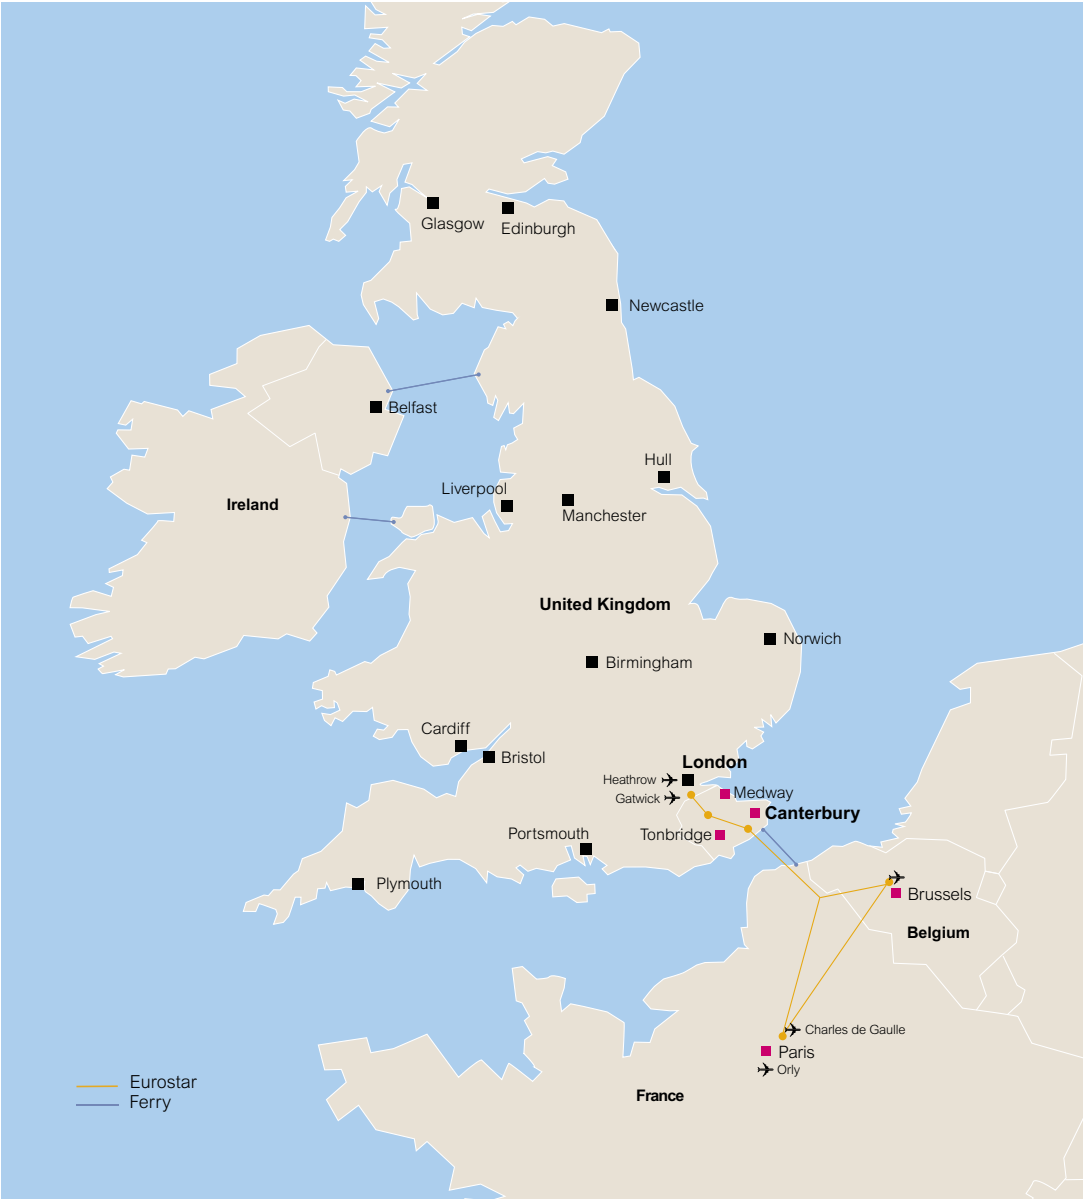 Glasgow
Edinburgh
Newcastle
Belfast
Hull
Liverpool
Ireland
Manchester
United Kingdom
Norwich
Birmingham
Cardiff
Bristol
London
Heathrow
Gatwick
Medway
Canterbury
Portsmouth
Tonbridge
Plymouth
Brussels
Belgium
Charles de Gaulle
Paris
Orly
Eurostar
Ferry
France